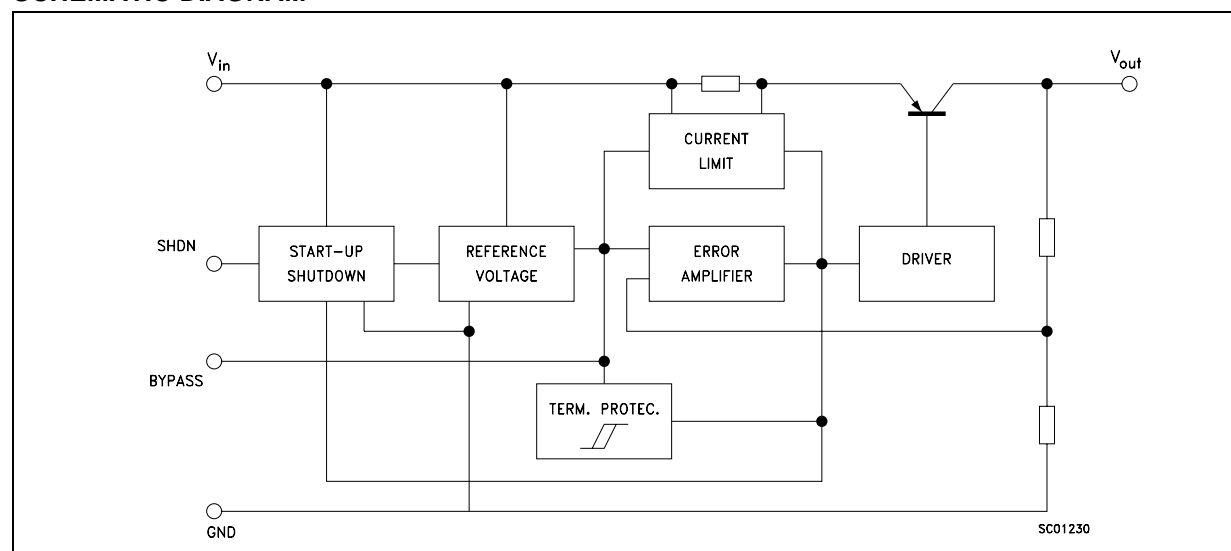 V_in
V_out
CURRENT
LIMIT
SHDN
START-UP
SHUTDOWN
REFERENCE
VOLTAGE
ERROR
AMPLIFIER
DRIVER
BYPASS
TERM. PROTEC.
GND
SC01230